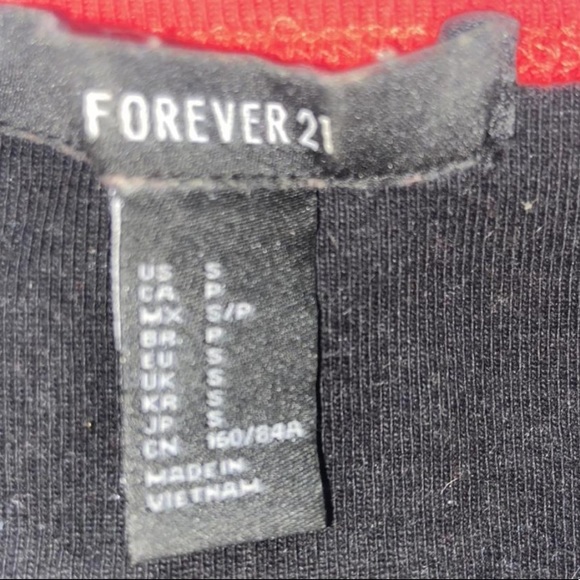 FOREVER 21
US S
CA P
MX S/P
BR P
EU S
UK S
KR S
JP S
CN 160/84A
MADE IN
VIETNAM